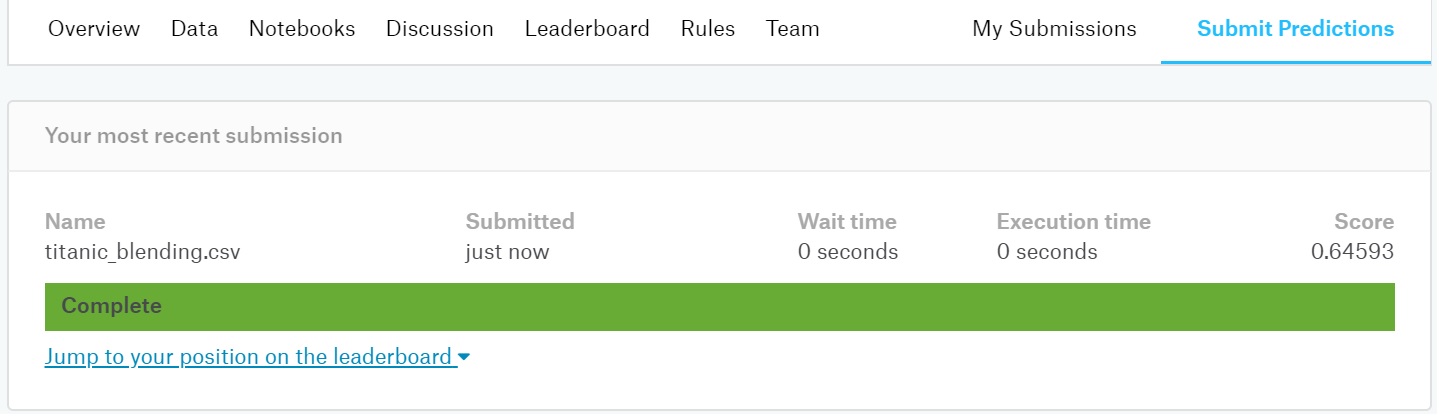 Overview Data Notebooks Discussion Leaderboard Rules Team My Submissions Submit Predictions
Your most recent submission
Name Submitted Wait time Execution time Score
titanic_blending.csv just now 0 seconds 0 seconds 0.64593
Complete
Jump to your position on the leaderboard